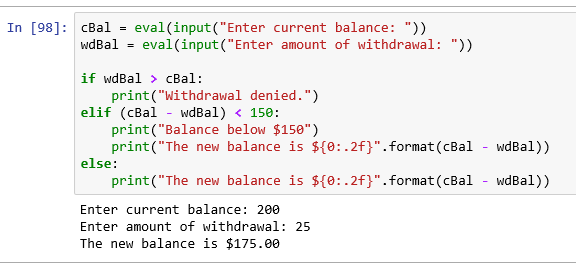 In [98]: cBal = eval(input("Enter current balance: "))
wdBal = eval(input("Enter amount of withdrawal: "))
if wdBal > cBal:
    print("Withdrawal denied.")
elif (cBal - wdBal) < 150:
    print("Balance below $150")
    print("The new balance is ${0:.2f}".format(cBal - wdBal))
else:
    print("The new balance is ${0:.2f}".format(cBal - wdBal))
Enter current balance: 200
Enter amount of withdrawal: 25
The new balance is $175.00